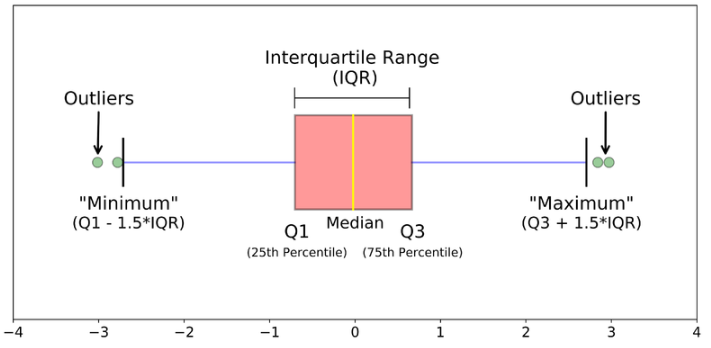 Interquartile Range
(IQR)
Outliers
Outliers
"Minimum"
(Q1 - 1.5*IQR)
"Maximum"
(Q3 + 1.5*IQR)
Q1
Median
Q3
(25th Percentile)
(75th Percentile)
−4 −3 −2 −1 0 1 2 3 4